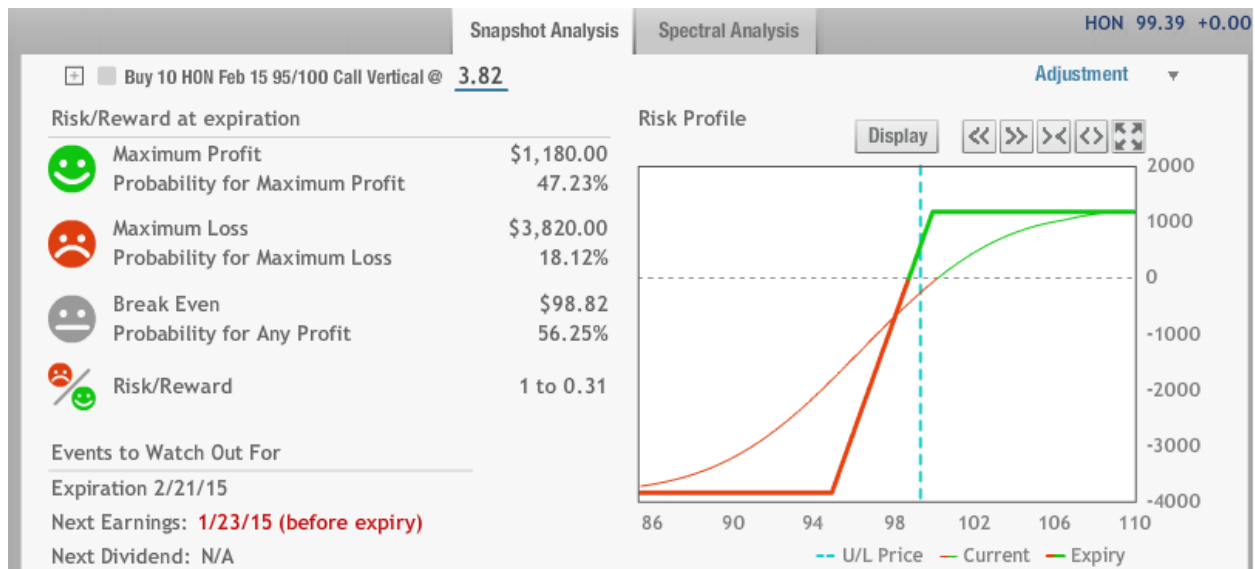 Snapshot Analysis
Spectral Analysis
HON 99.39 +0.00
Buy 10 HON Feb 15 95/100 Call Vertical @ 3.82
Adjustment
Risk/Reward at expiration
Maximum Profit $1,180.00
Probability for Maximum Profit 47.23%
Maximum Loss $3,820.00
Probability for Maximum Loss 18.12%
Break Even $98.82
Probability for Any Profit 56.25%
Risk/Reward 1 to 0.31
Events to Watch Out For
Expiration 2/21/15
Next Earnings: 1/23/15 (before expiry)
Next Dividend: N/A
Risk Profile
Display
2000
1000
0
-1000
-2000
-3000
-4000
86 90 94 98 102 106 110
U/L Price Current Expiry